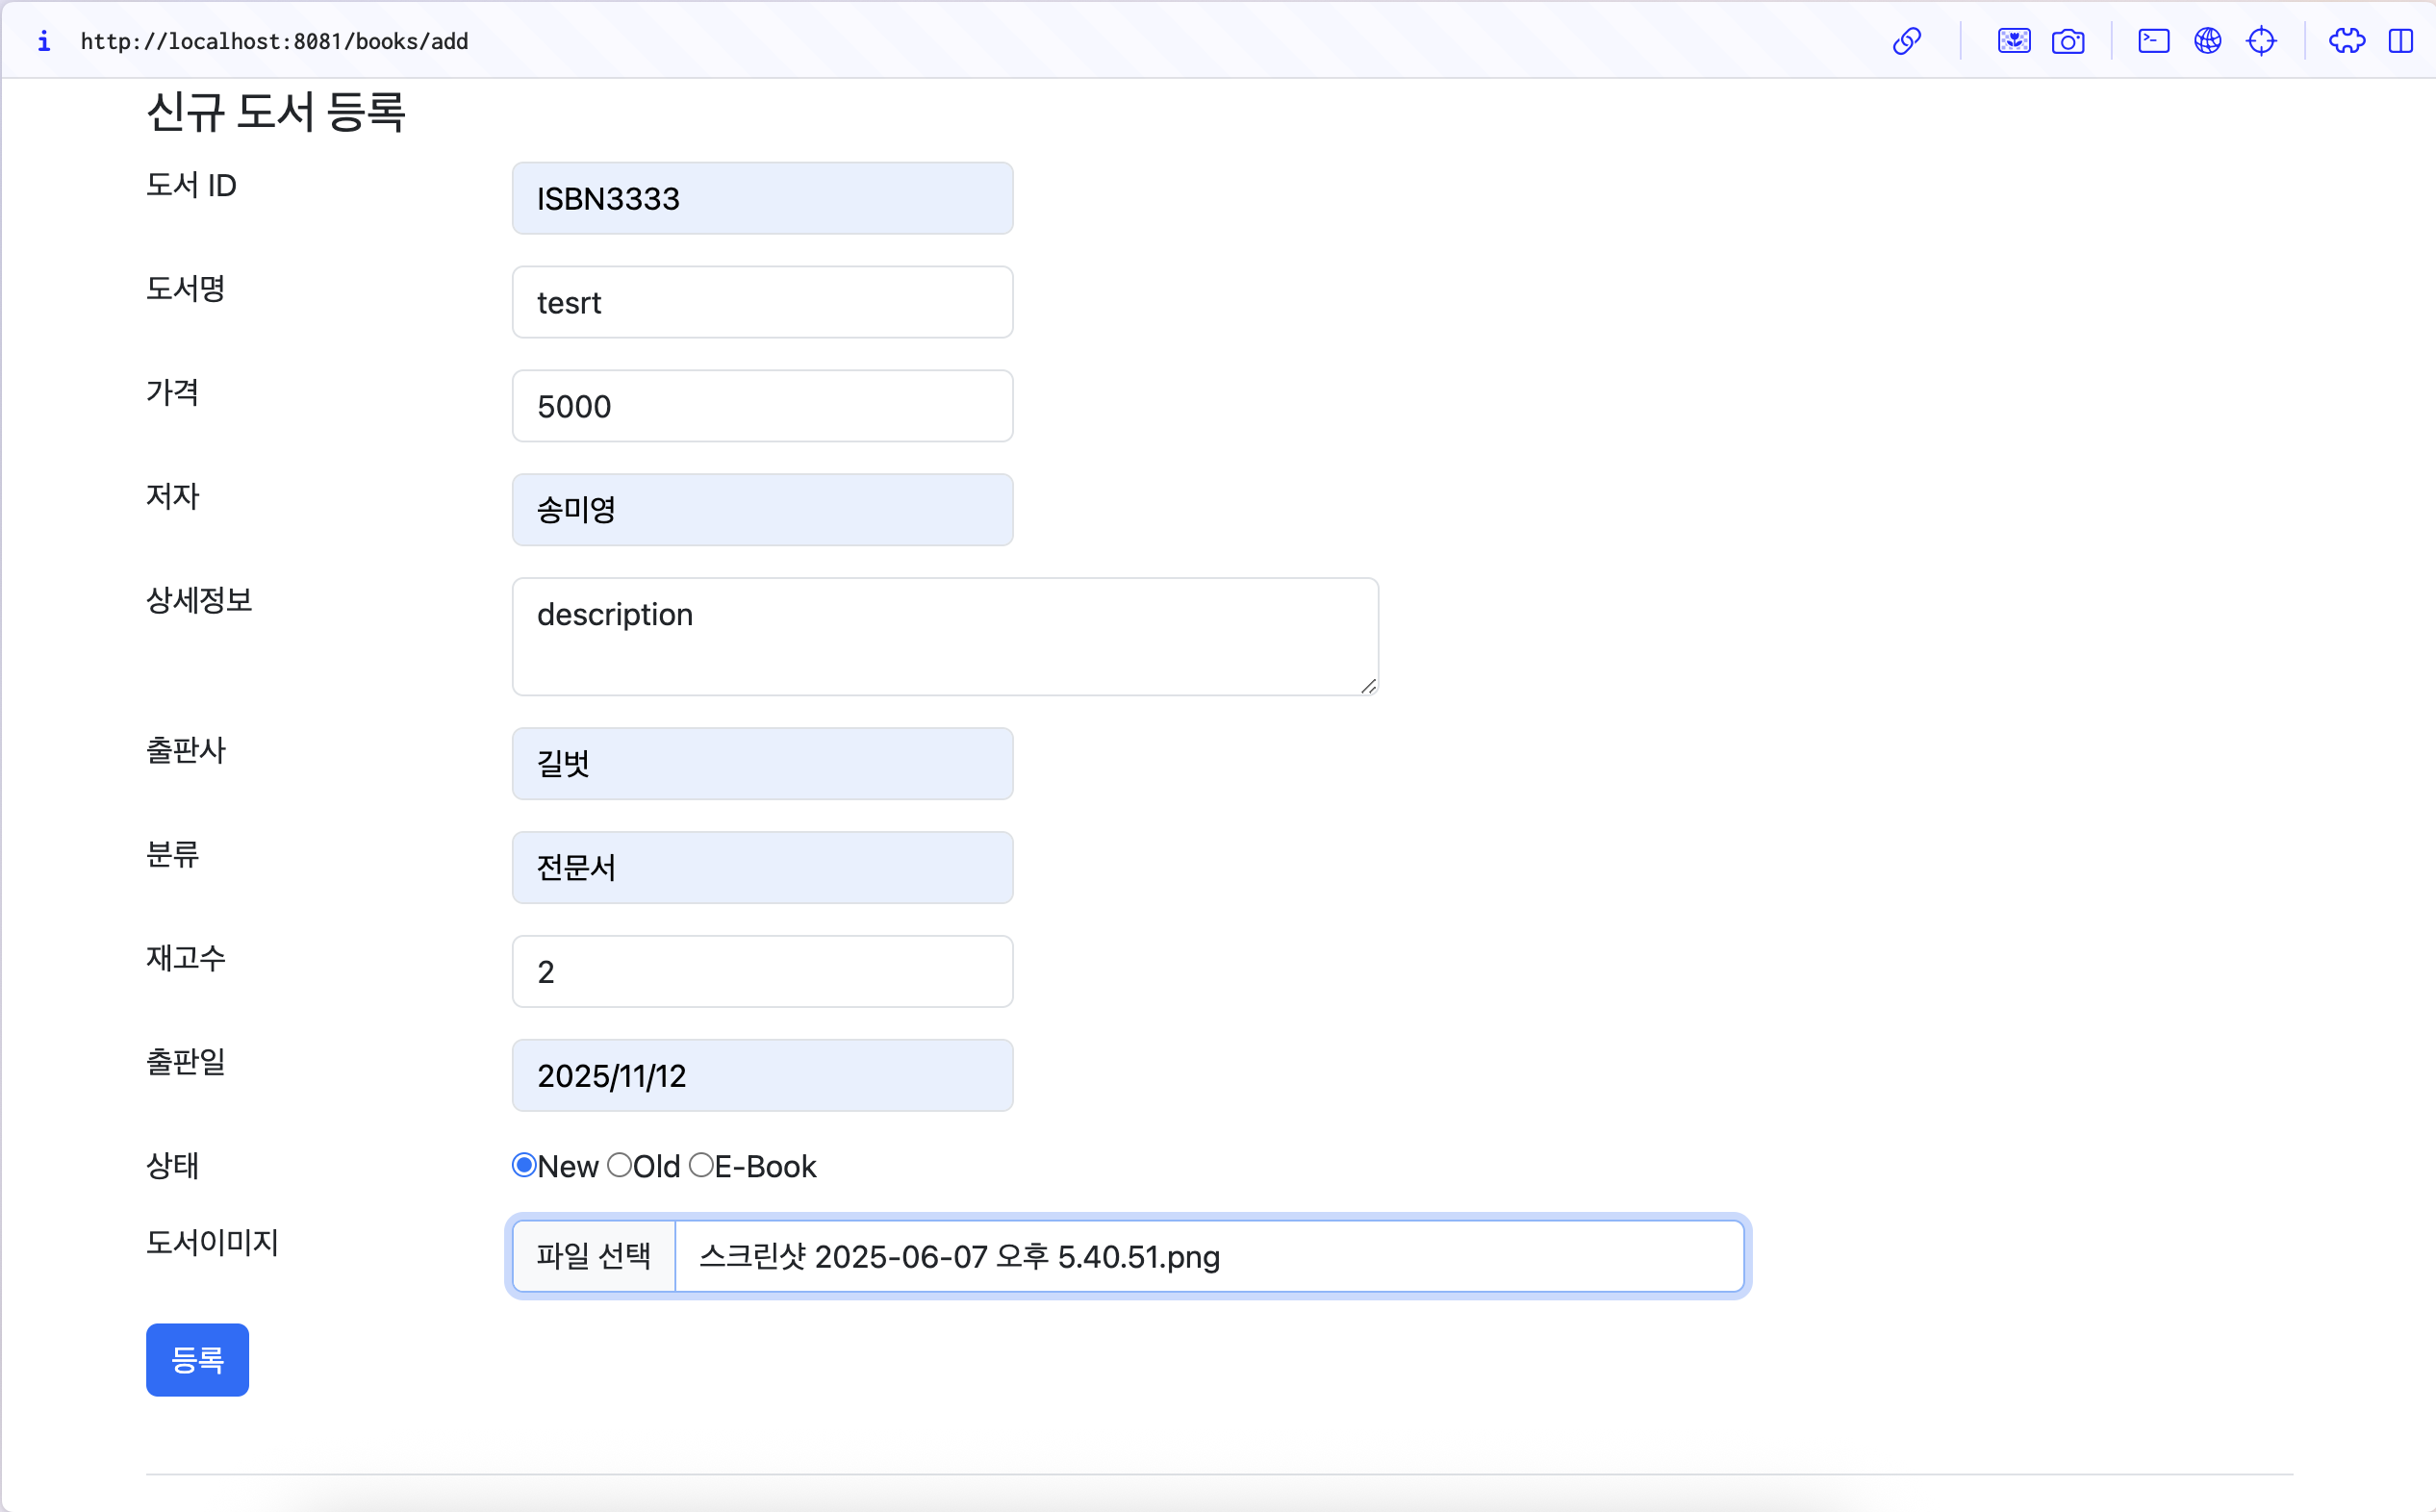 http://localhost:8081/books/add
신규 도서 등록
도서 ID
ISBN3333
도서명
tesrt
가격
5000
저자
송미영
상세정보
description
출판사
길벗
분류
전문서
재고수
2
출판일
2025/11/12
상태
New Old E-Book
도서이미지
파일 선택 스크린샷 2025-06-07 오후 5.40.51.png
등록